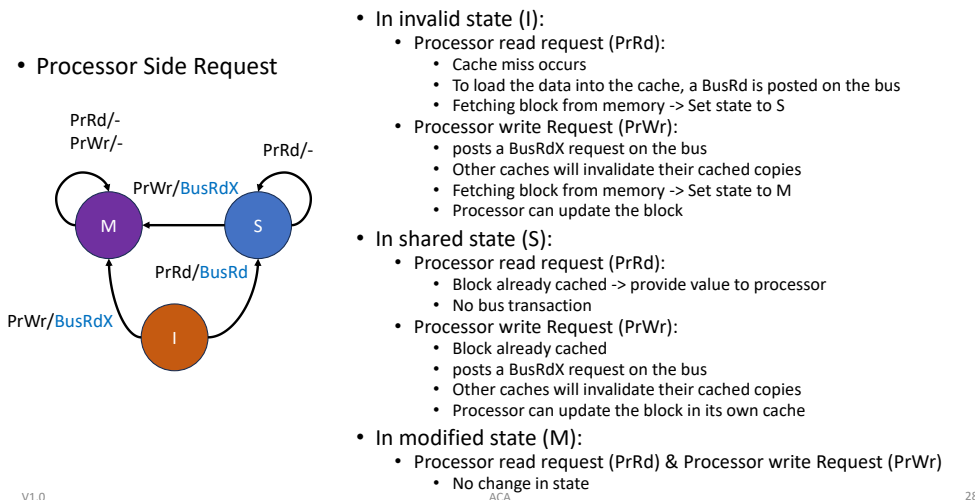 • Processor Side Request
PrRd/-
PrWr/-
PrRd/-
PrWr/BusRdX
M
S
PrRd/BusRd
PrWr/BusRdX
I
• In invalid state (I):
• Processor read request (PrRd):
• Cache miss occurs
• To load the data into the cache, a BusRd is posted on the bus
• Fetching block from memory -> Set state to S
• Processor write Request (PrWr):
• posts a BusRdX request on the bus
• Other caches will invalidate their cached copies
• Fetching block from memory -> Set state to M
• Processor can update the block
• In shared state (S):
• Processor read request (PrRd):
• Block already cached -> provide value to processor
• No bus transaction
• Processor write Request (PrWr):
• Block already cached
• posts a BusRdX request on the bus
• Other caches will invalidate their cached copies
• Processor can update the block in its own cache
• In modified state (M):
• Processor read request (PrRd) & Processor write Request (PrWr)
• No change in state
V1.0
ACA
28